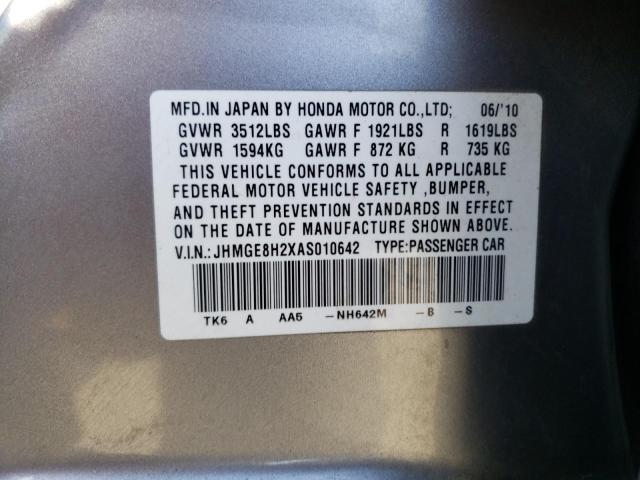 MFD.IN JAPAN BY HONDA MOTOR CO.,LTD; 06/'10
GVWR 3512LBS GAWR F 1921LBS R 1619LBS
GVWR 1594KG GAWR F 872 KG R 735 KG
THIS VEHICLE CONFORMS TO ALL APPLICABLE
FEDERAL MOTOR VEHICLE SAFETY ,BUMPER,
AND THEFT PREVENTION STANDARDS IN EFFECT
ON THE DATE OF MANUFACTURE SHOWN ABOVE.
V.I.N.:JHMGE8H2XAS010642 TYPE:PASSENGER CAR
TK6 A AA5 -NH642M -B -S